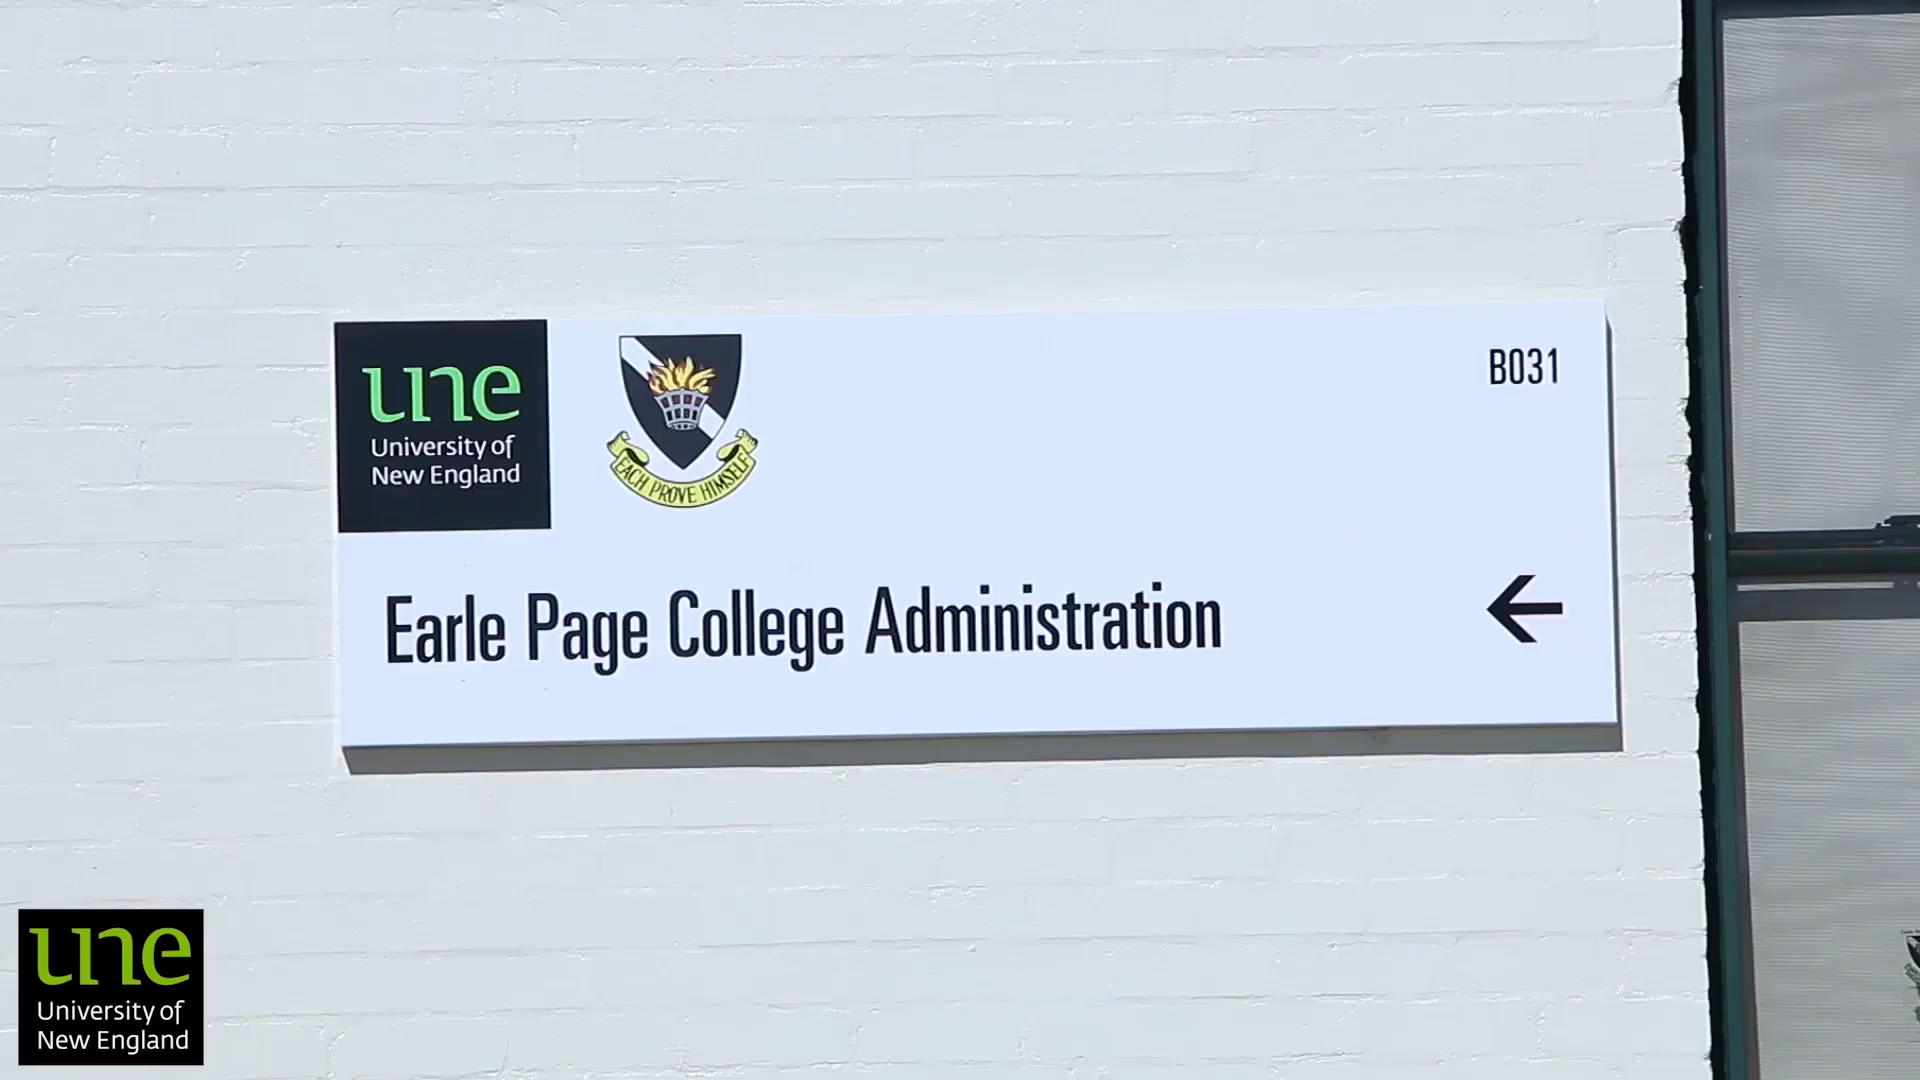 une
University of
New England
EACH PROVE HIMSELF
B031
Earle Page College Administration
une
University of
New England